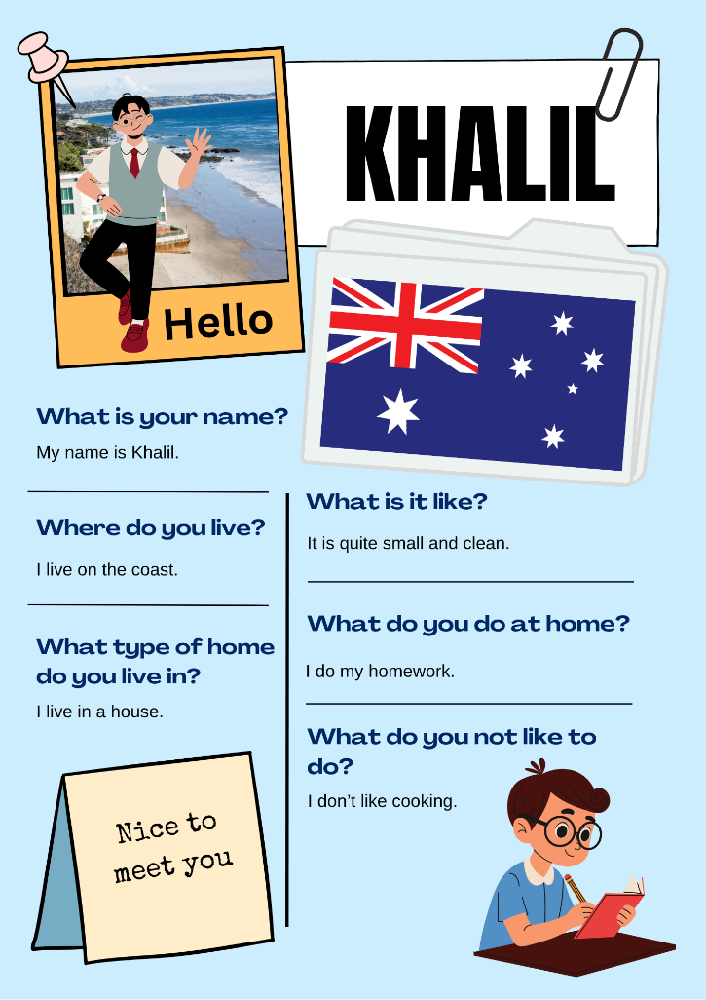 KHALIL
Hello
What is your name?
My name is Khalil.
Where do you live?
I live on the coast.
What type of home
do you live in?
I live in a house.
Nice to
meet you
What is it like?
It is quite small and clean.
What do you do at home?
I do my homework.
What do you not like to
do?
I don’t like cooking.